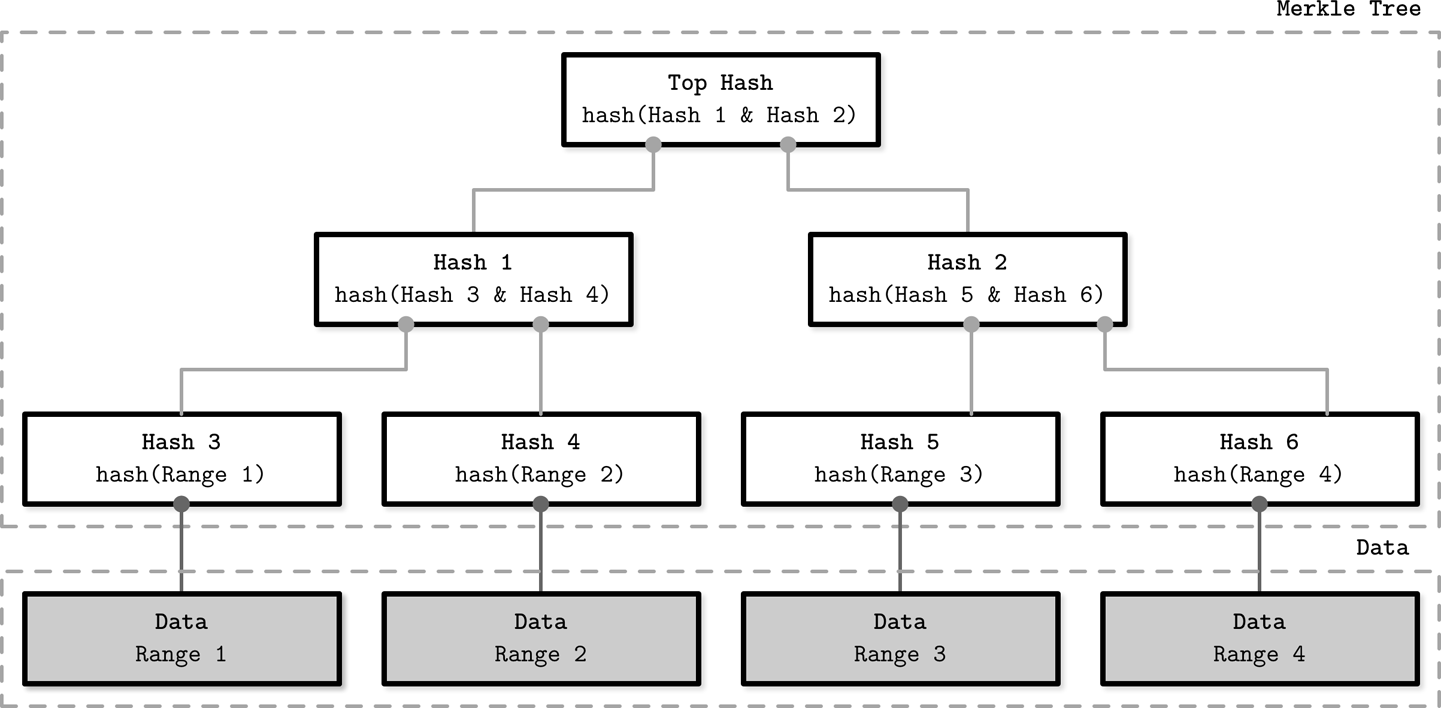 Merkle Tree
Top Hash
hash(Hash 1 & Hash 2)
Hash 1
hash(Hash 3 & Hash 4)
Hash 2
hash(Hash 5 & Hash 6)
Hash 3
hash(Range 1)
Hash 4
hash(Range 2)
Hash 5
hash(Range 3)
Hash 6
hash(Range 4)
Data
Data
Range 1
Data
Range 2
Data
Range 3
Data
Range 4